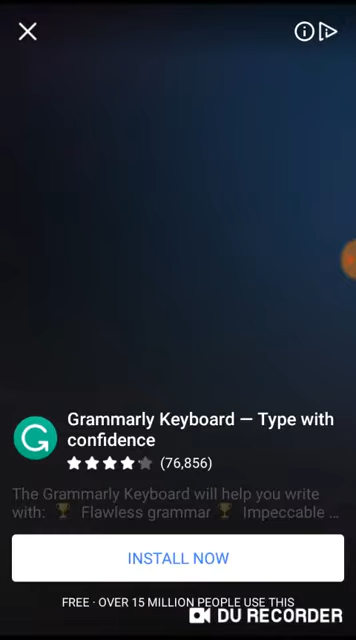 Grammarly Keyboard — Type with
confidence
(76,856)
The Grammarly Keyboard will help you write
with: 🏆 Flawless grammar 🏆 Impeccable ...
INSTALL NOW
FREE · OVER 15 MILLION PEOPLE USE THIS
DU RECORDER